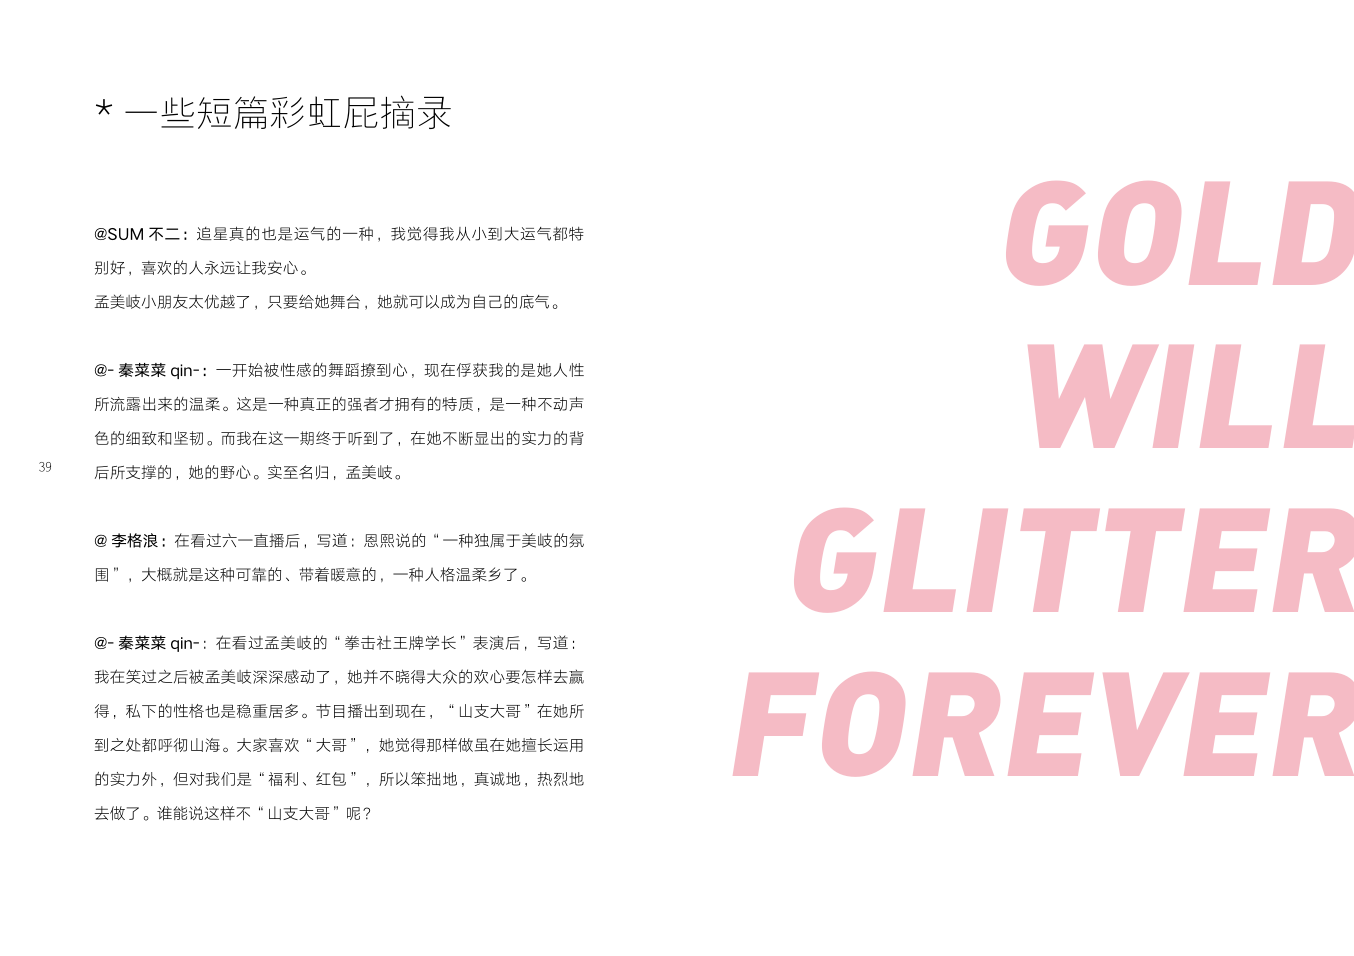 * 一些短篇彩虹屁摘录
@SUM 不二：追星真的也是运气的一种，我觉得我从小到大运气都特
别好，喜欢的人永远让我安心。
孟美岐小朋友太优越了，只要给她舞台，她就可以成为自己的底气。
@- 秦菜菜 qin-：一开始被性感的舞蹈撩到心，现在俘获我的是她人性
所流露出来的温柔。这是一种真正的强者才拥有的特质，是一种不动声
色的细致和坚韧。而我在这一期终于听到了，在她不断显出的实力的背
后所支撑的，她的野心。实至名归，孟美岐。
39
@ 李格浪：在看过六一直播后，写道：恩熙说的“一种独属于美岐的氛
围”，大概就是这种可靠的、带着暖意的，一种人格温柔乡了。
@- 秦菜菜 qin-：在看过孟美岐的“拳击社王牌学长”表演后，写道：
我在笑过之后被孟美岐深深感动了，她并不晓得大众的欢心要怎样去赢
得，私下的性格也是稳重居多。节目播出到现在，“山支大哥”在她所
到之处都呼彻山海。大家喜欢“大哥”，她觉得那样做虽在她擅长运用
的实力外，但对我们是“福利、红包”，所以笨拙地，真诚地，热烈地
去做了。谁能说这样不“山支大哥”呢？
GOLD
WILL
GLITTER
FOREVER